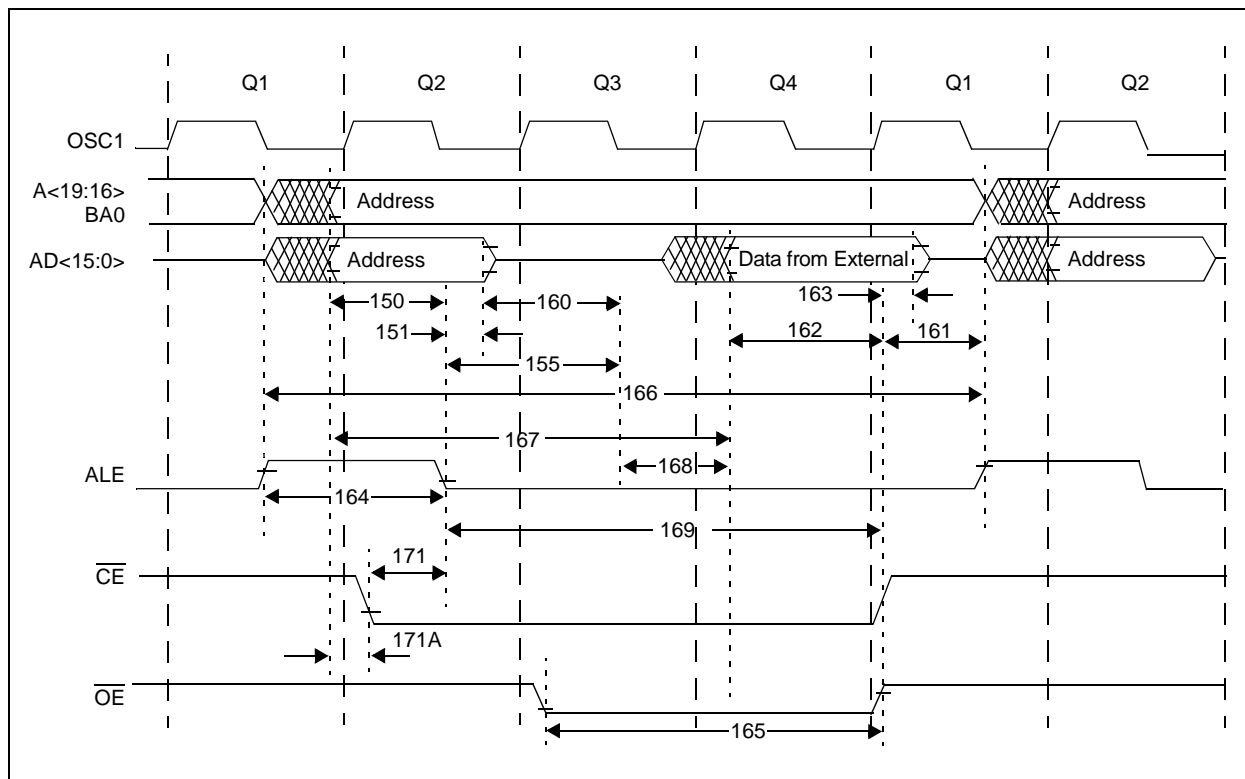 Q1 Q2 Q3 Q4 Q1 Q2
OSC1
A<19:16>
BA0
Address Address
AD<15:0>
Address Data from External Address
150 160 163
151 162 161
155
166
167
168
ALE
164
169
171
CE
171A
OE
165